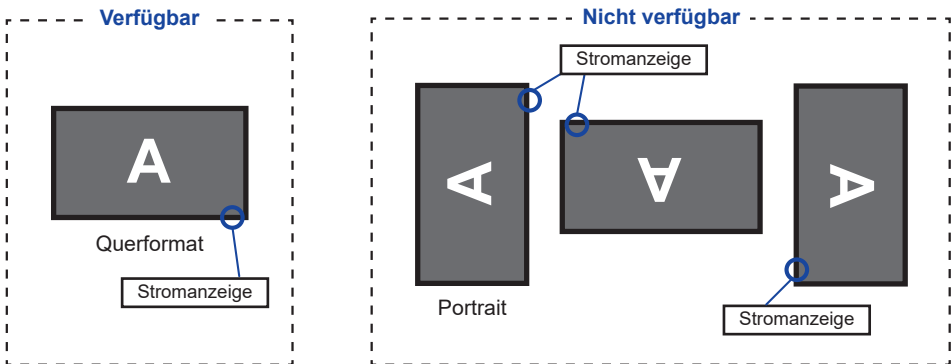 Verfügbar
A
Querformat
Stromanzeige
Nicht verfügbar
Stromanzeige
A
A
A
Portrait
Stromanzeige